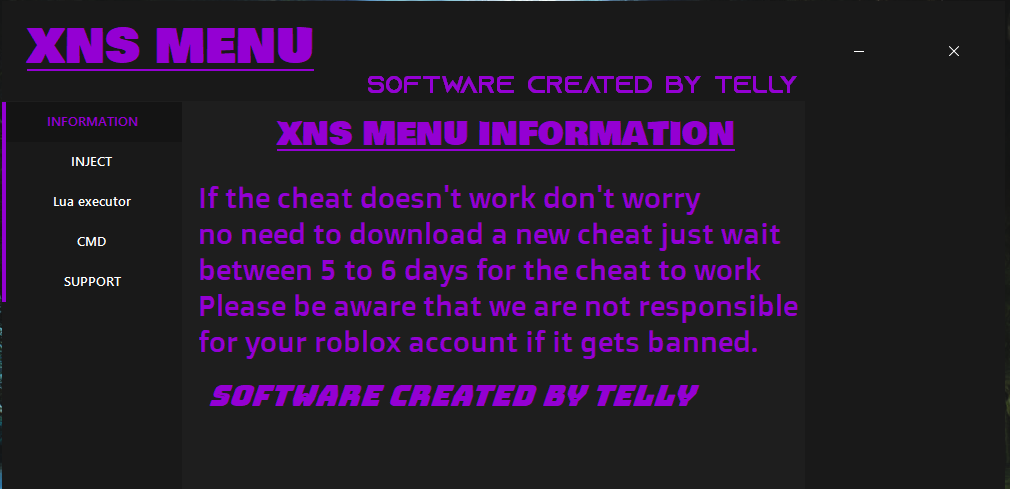 XNS MENU
SOFTWARE CREATED BY TELLY
INFORMATION
INJECT
Lua executor
CMD
SUPPORT
XNS MENU INFORMATION
If the cheat doesn't work don't worry
no need to download a new cheat just wait
between 5 to 6 days for the cheat to work
Please be aware that we are not responsible
for your roblox account if it gets banned.
SOFTWARE CREATED BY TELLY